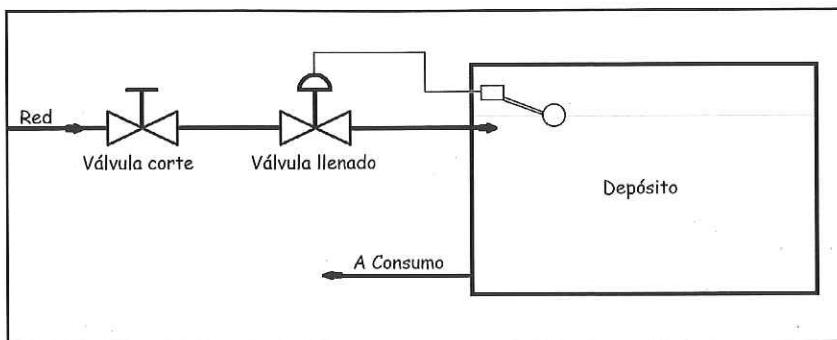 Red
Válvula corte
Válvula llenado
Depósito
A Consumo